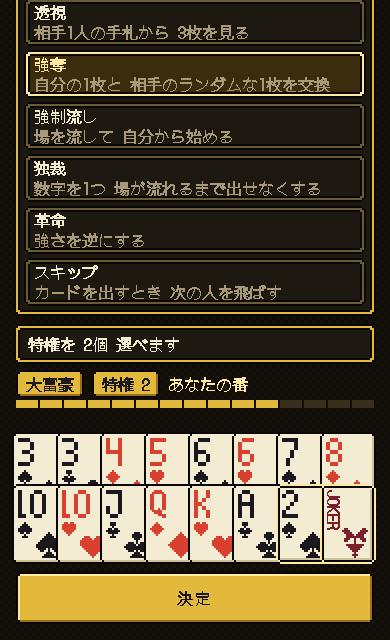 透視
相手1人の手札から 3枚を見る
強奪
自分の1枚と 相手のランダムな1枚を交換
強制流し
場を流して 自分から始める
独裁
数字を1つ 場が流れるまで出せなくする
革命
強さを逆にする
スキップ
カードを出すとき 次の人を飛ばす
特権を 2個 選べます
大富豪 特権 2 あなたの番
3 3 4 5 6 6 7 8
10 10 J Q K A 2 JOKER
決定